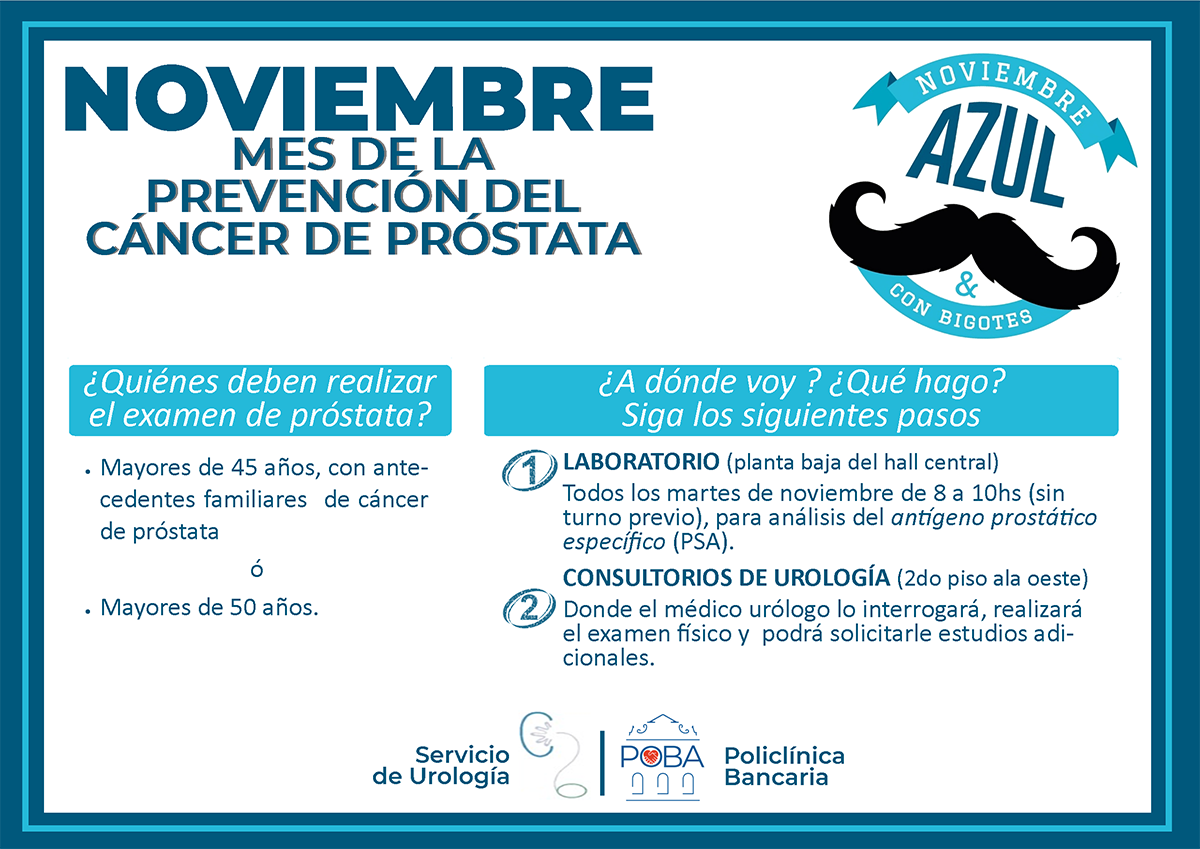 NOVIEMBRE
MES DE LA
PREVENCIÓN DEL
CÁNCER DE PRÓSTATA
NOVIEMBRE
AZUL
&
CON BIGOTES
¿Quiénes deben realizar
el examen de próstata?
• Mayores de 45 años, con ante-
cedentes familiares de cáncer
de próstata
ó
• Mayores de 50 años.
¿A dónde voy ? ¿Qué hago?
Siga los siguientes pasos
1 LABORATORIO (planta baja del hall central)
Todos los martes de noviembre de 8 a 10hs (sin
turno previo), para análisis del antígeno prostático
específico (PSA).
CONSULTORIOS DE UROLOGÍA (2do piso ala oeste)
2 Donde el médico urólogo lo interrogará, realizará
el examen físico y podrá solicitarle estudios adi-
cionales.
Servicio
de Urología
POBA
Policlínica
Bancaria